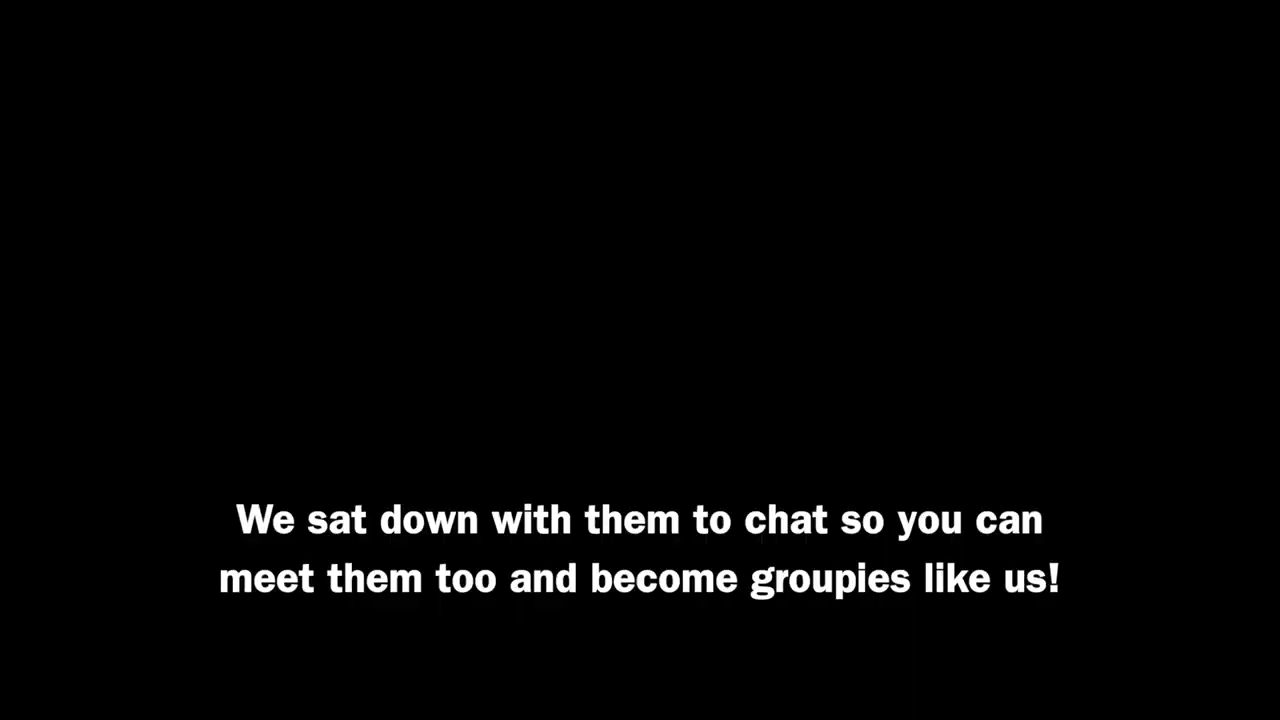 We sat down with them to chat so you can
meet them too and become groupies like us!